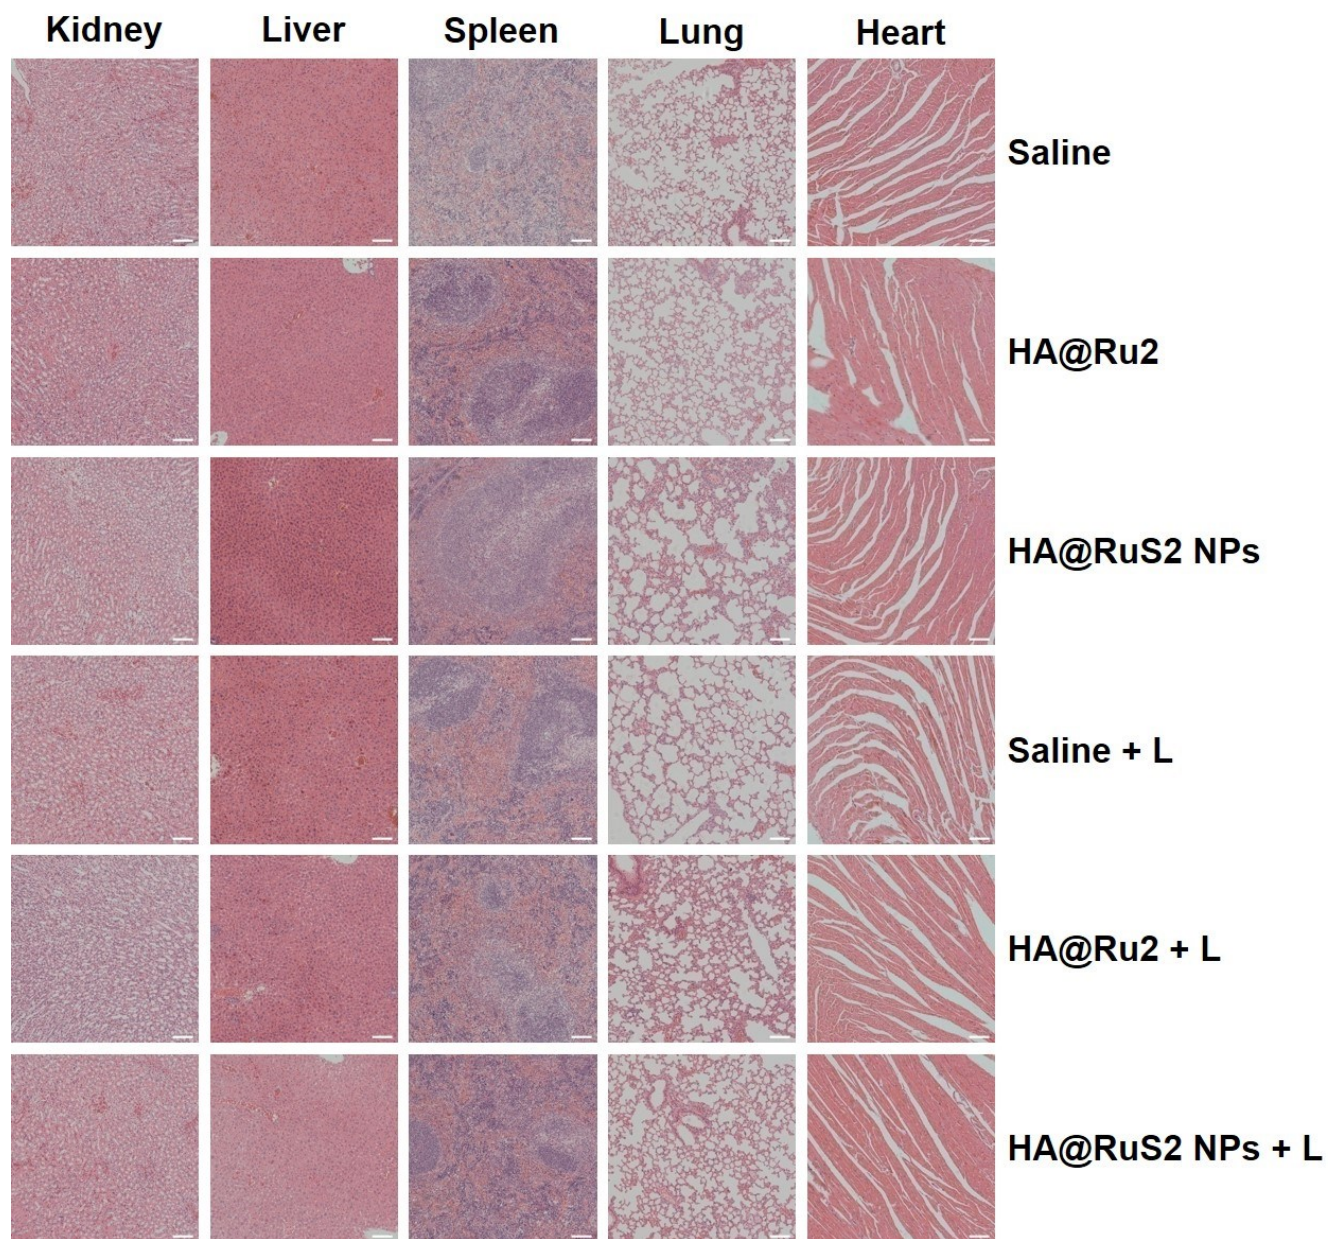 Kidney Liver Spleen Lung Heart
Saline
HA@Ru2
HA@RuS2 NPs
Saline + L
HA@Ru2 + L
HA@RuS2 NPs + L